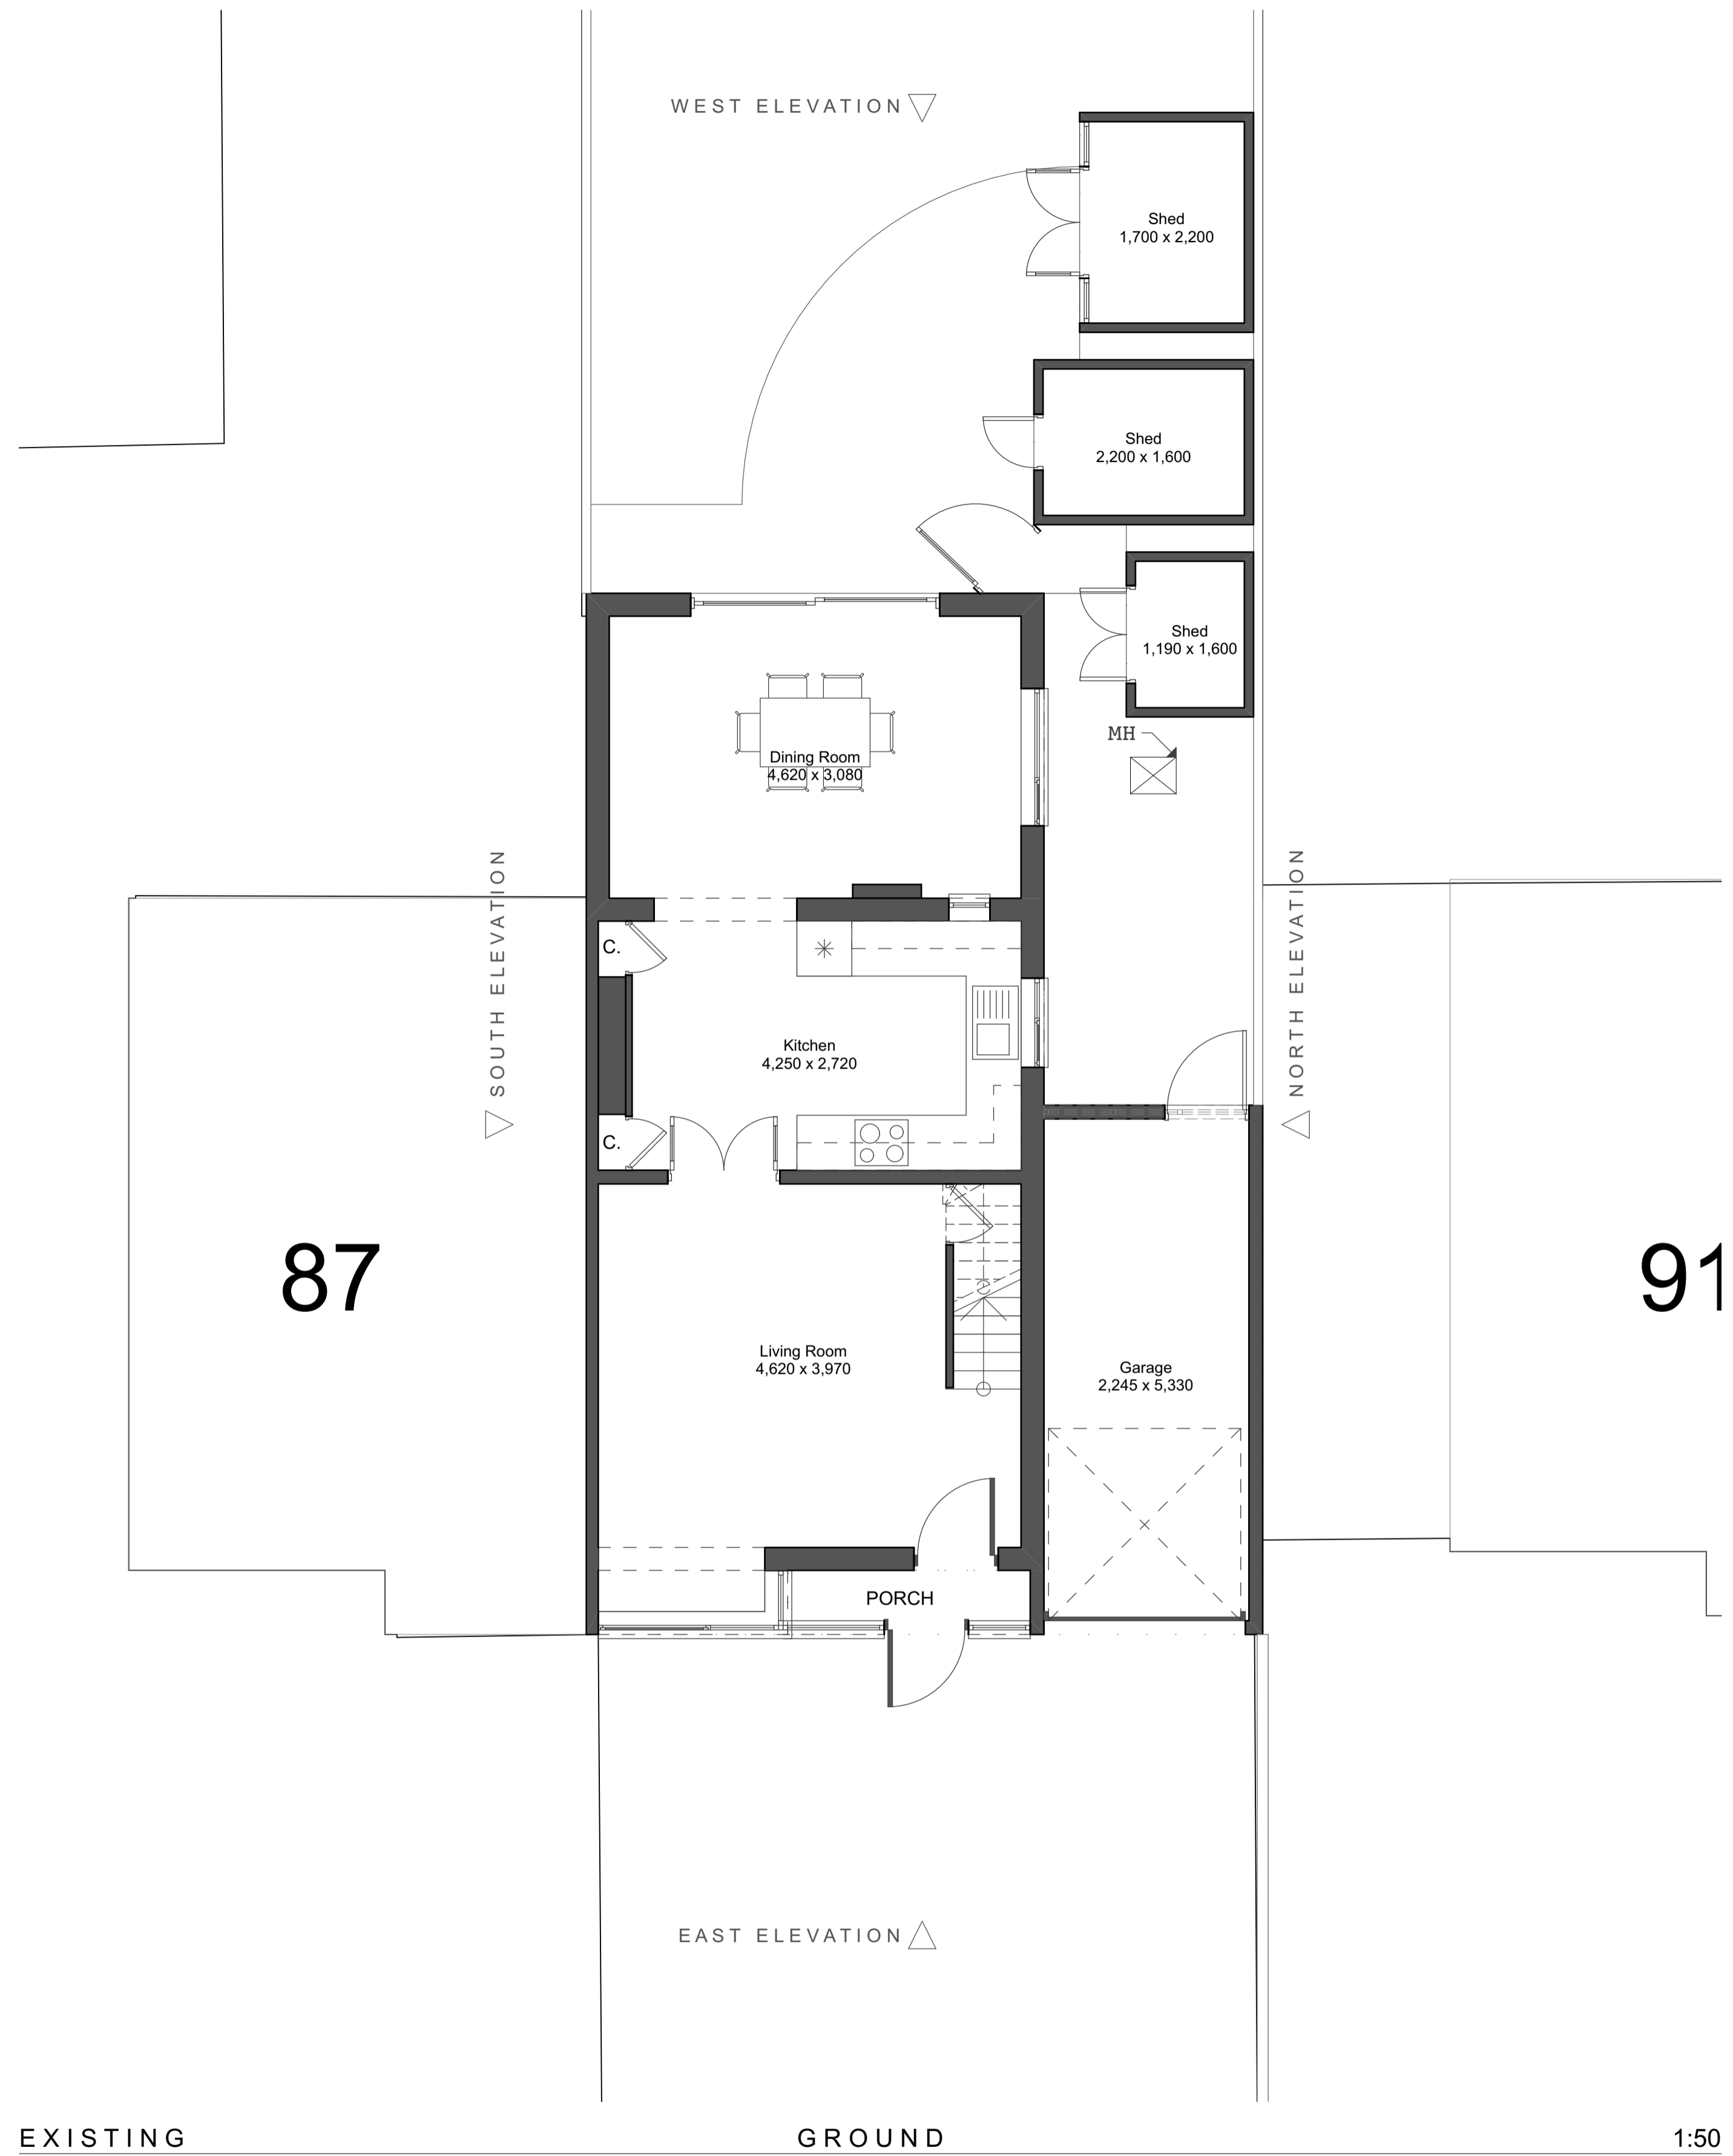 WEST ELEVATION
Shed
1,700 x 2,200
Shed
2,200 x 1,600
Shed
1,190 x 1,600
MH
Dining Room
4,620 x 3,080
SOUTH ELEVATION
NORTH ELEVATION
C.
Kitchen
4,250 x 2,720
C.
87
91
Living Room
4,620 x 3,970
Garage
2,245 x 5,330
PORCH
EAST ELEVATION
EXISTING
GROUND
1:50